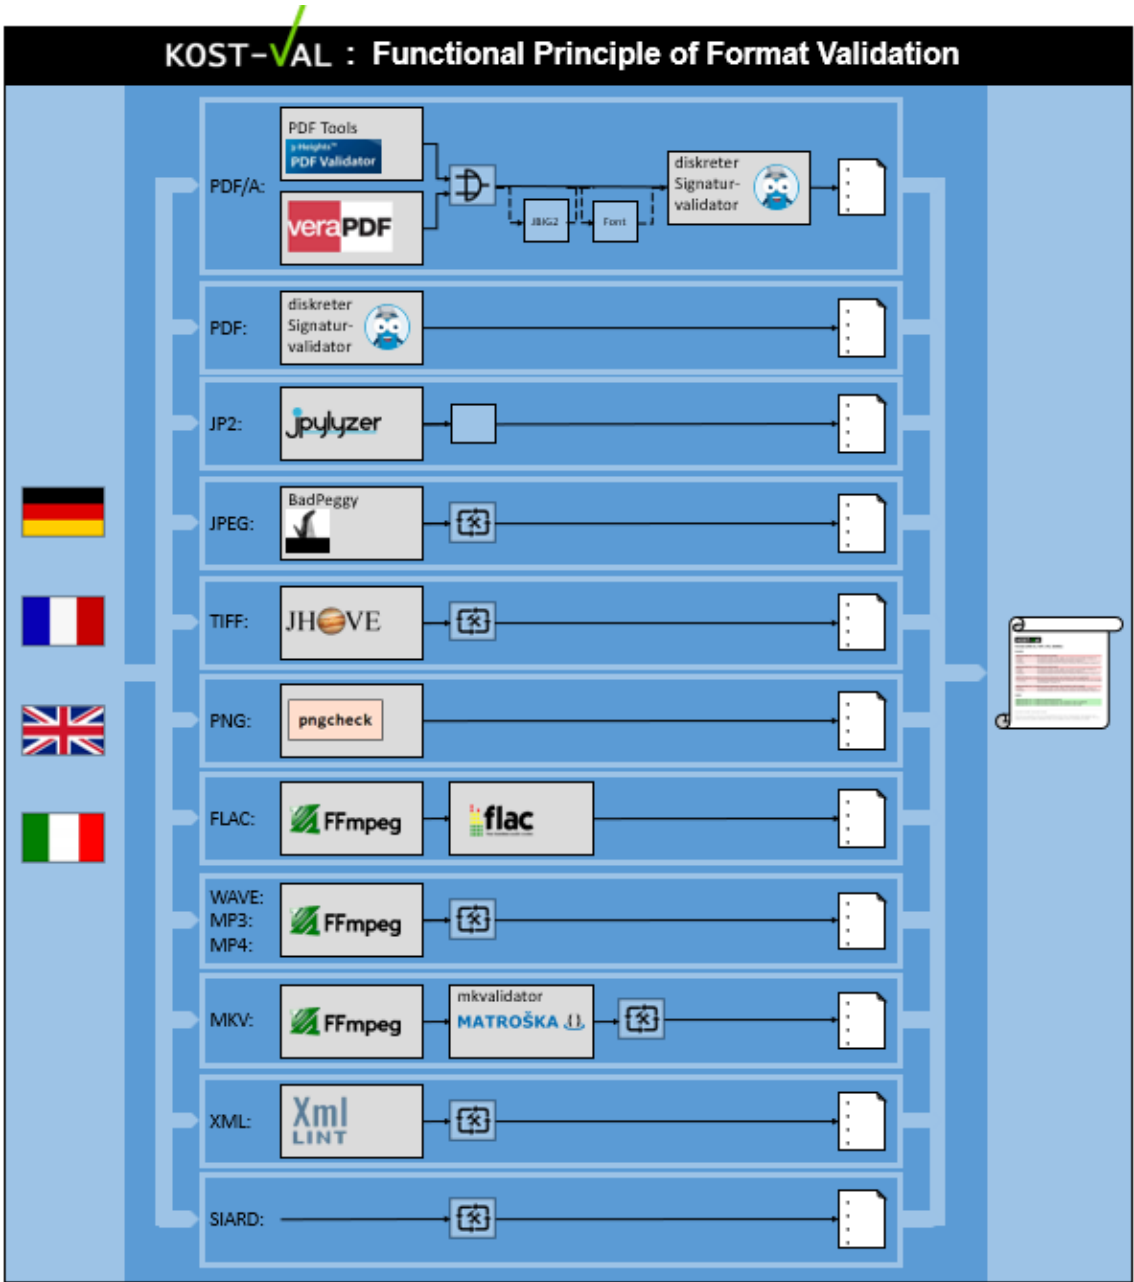 KOST-VAL : Functional Principle of Format Validation
PDF/A:
PDF Tools
3-Heights™
PDF Validator
veraPDF
JBIG2
Font
diskreter
Signatur-
validator
PDF:
diskreter
Signatur-
validator
JP2:
jpylyzer
JPEG:
BadPeggy
TIFF:
JHOVE
PNG:
pngcheck
FLAC:
FFmpeg
flac
WAVE:
MP3:
MP4:
FFmpeg
MKV:
FFmpeg
mkvalidator
MATROŠKA
XML:
Xml
LINT
SIARD: